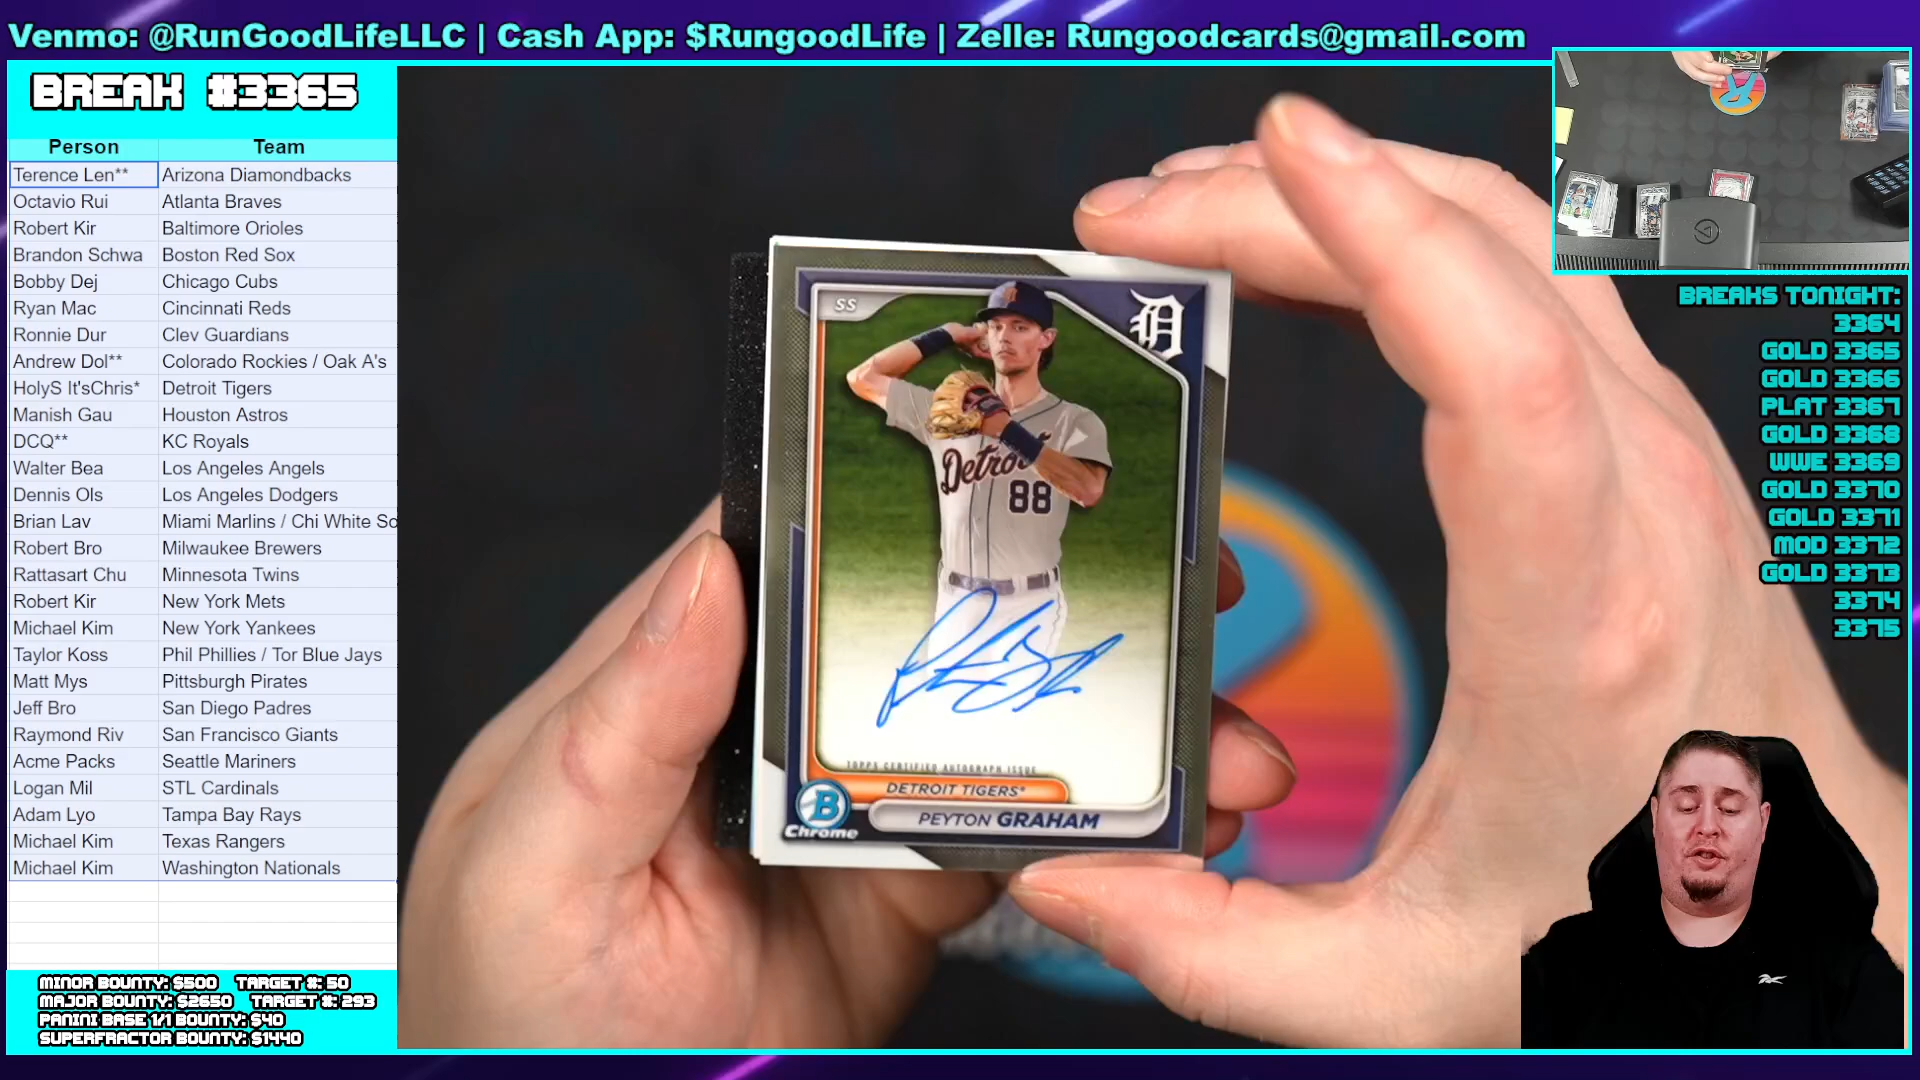 Venmo: @RunGoodLifeLLC | Cash App: $RungoodLife | Zelle: Rungoodcards@gmail.com
BREAK #3365
Person Team
Terence Len** Arizona Diamondbacks
Octavio Rui Atlanta Braves
Robert Kir Baltimore Orioles
Brandon Schwa Boston Red Sox
Bobby Dej Chicago Cubs
Ryan Mac Cincinnati Reds
Ronnie Dur Clev Guardians
Andrew Dol** Colorado Rockies / Oak A's
HolyS It'sChris* Detroit Tigers
Manish Gau Houston Astros
DCQ** KC Royals
Walter Bea Los Angeles Angels
Dennis Ols Los Angeles Dodgers
Brian Lav Miami Marlins / Chi White So
Robert Bro Milwaukee Brewers
Rattasart Chu Minnesota Twins
Robert Kir New York Mets
Michael Kim New York Yankees
Taylor Koss Phil Phillies / Tor Blue Jays
Matt Mys Pittsburgh Pirates
Jeff Bro San Diego Padres
Raymond Riv San Francisco Giants
Acme Packs Seattle Mariners
Logan Mil STL Cardinals
Adam Lyo Tampa Bay Rays
Michael Kim Texas Rangers
Michael Kim Washington Nationals
MINOR BOUNTY: $500 TARGET #: 50
MAJOR BOUNTY: $2650 TARGET #: 293
PANINI BASE 1/1 BOUNTY: $40
SUPERFRACTOR BOUNTY: $1440
SS
D
Detro
88
TOPPS CERTIFIED AUTOGRAPH ISSUE
DETROIT TIGERS®
B
Chrome
PEYTON GRAHAM
BREAKS TONIGHT:
3364
GOLD 3365
GOLD 3366
PLAT 3367
GOLD 3368
WWE 3369
GOLD 3370
GOLD 3371
MOD 3372
GOLD 3373
3374
3375